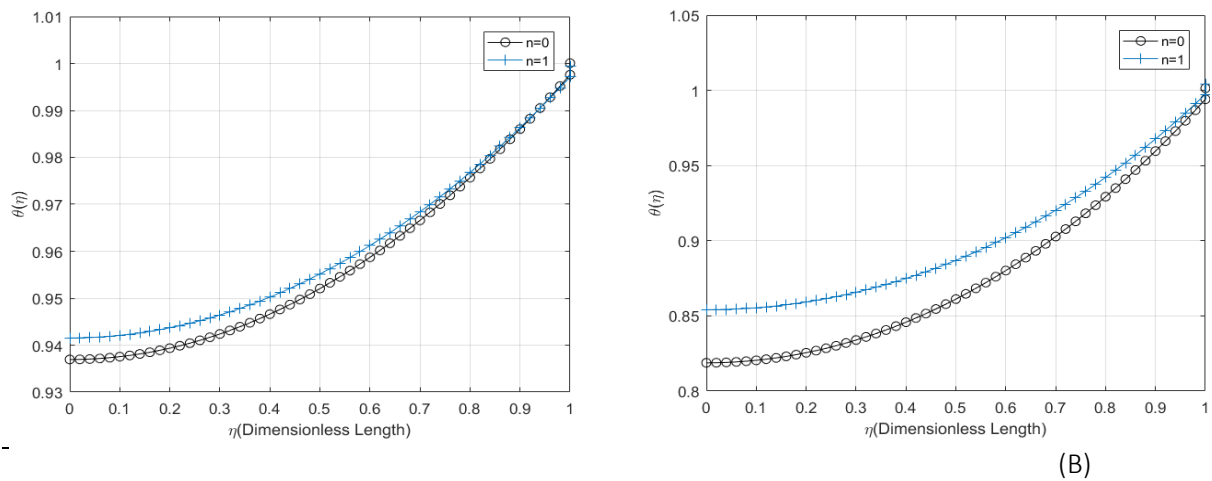 1.01
1
0.99
0.98
0.97
0.96
0.95
0.94
0.93
θ(η)
0 0.1 0.2 0.3 0.4 0.5 0.6 0.7 0.8 0.9 1
η(Dimensionless Length)
n=0
n=1
-
1.05
1
0.95
0.9
0.85
0.8
θ(η)
0 0.1 0.2 0.3 0.4 0.5 0.6 0.7 0.8 0.9 1
η(Dimensionless Length)
n=0
n=1
(B)